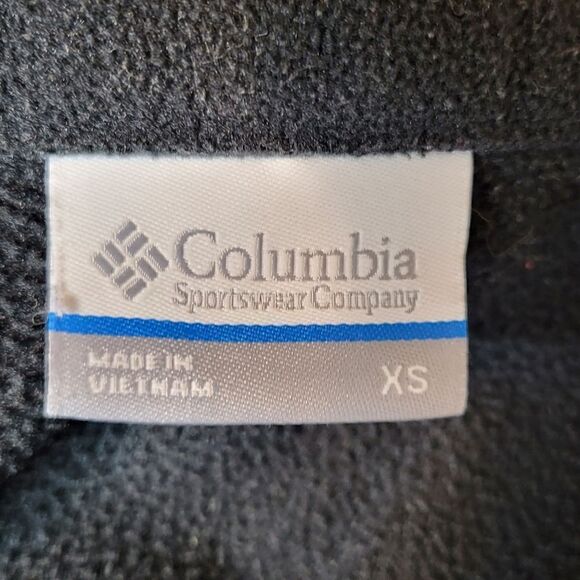 Columbia
Sportswear Company
MADE IN
VIETNAM
XS